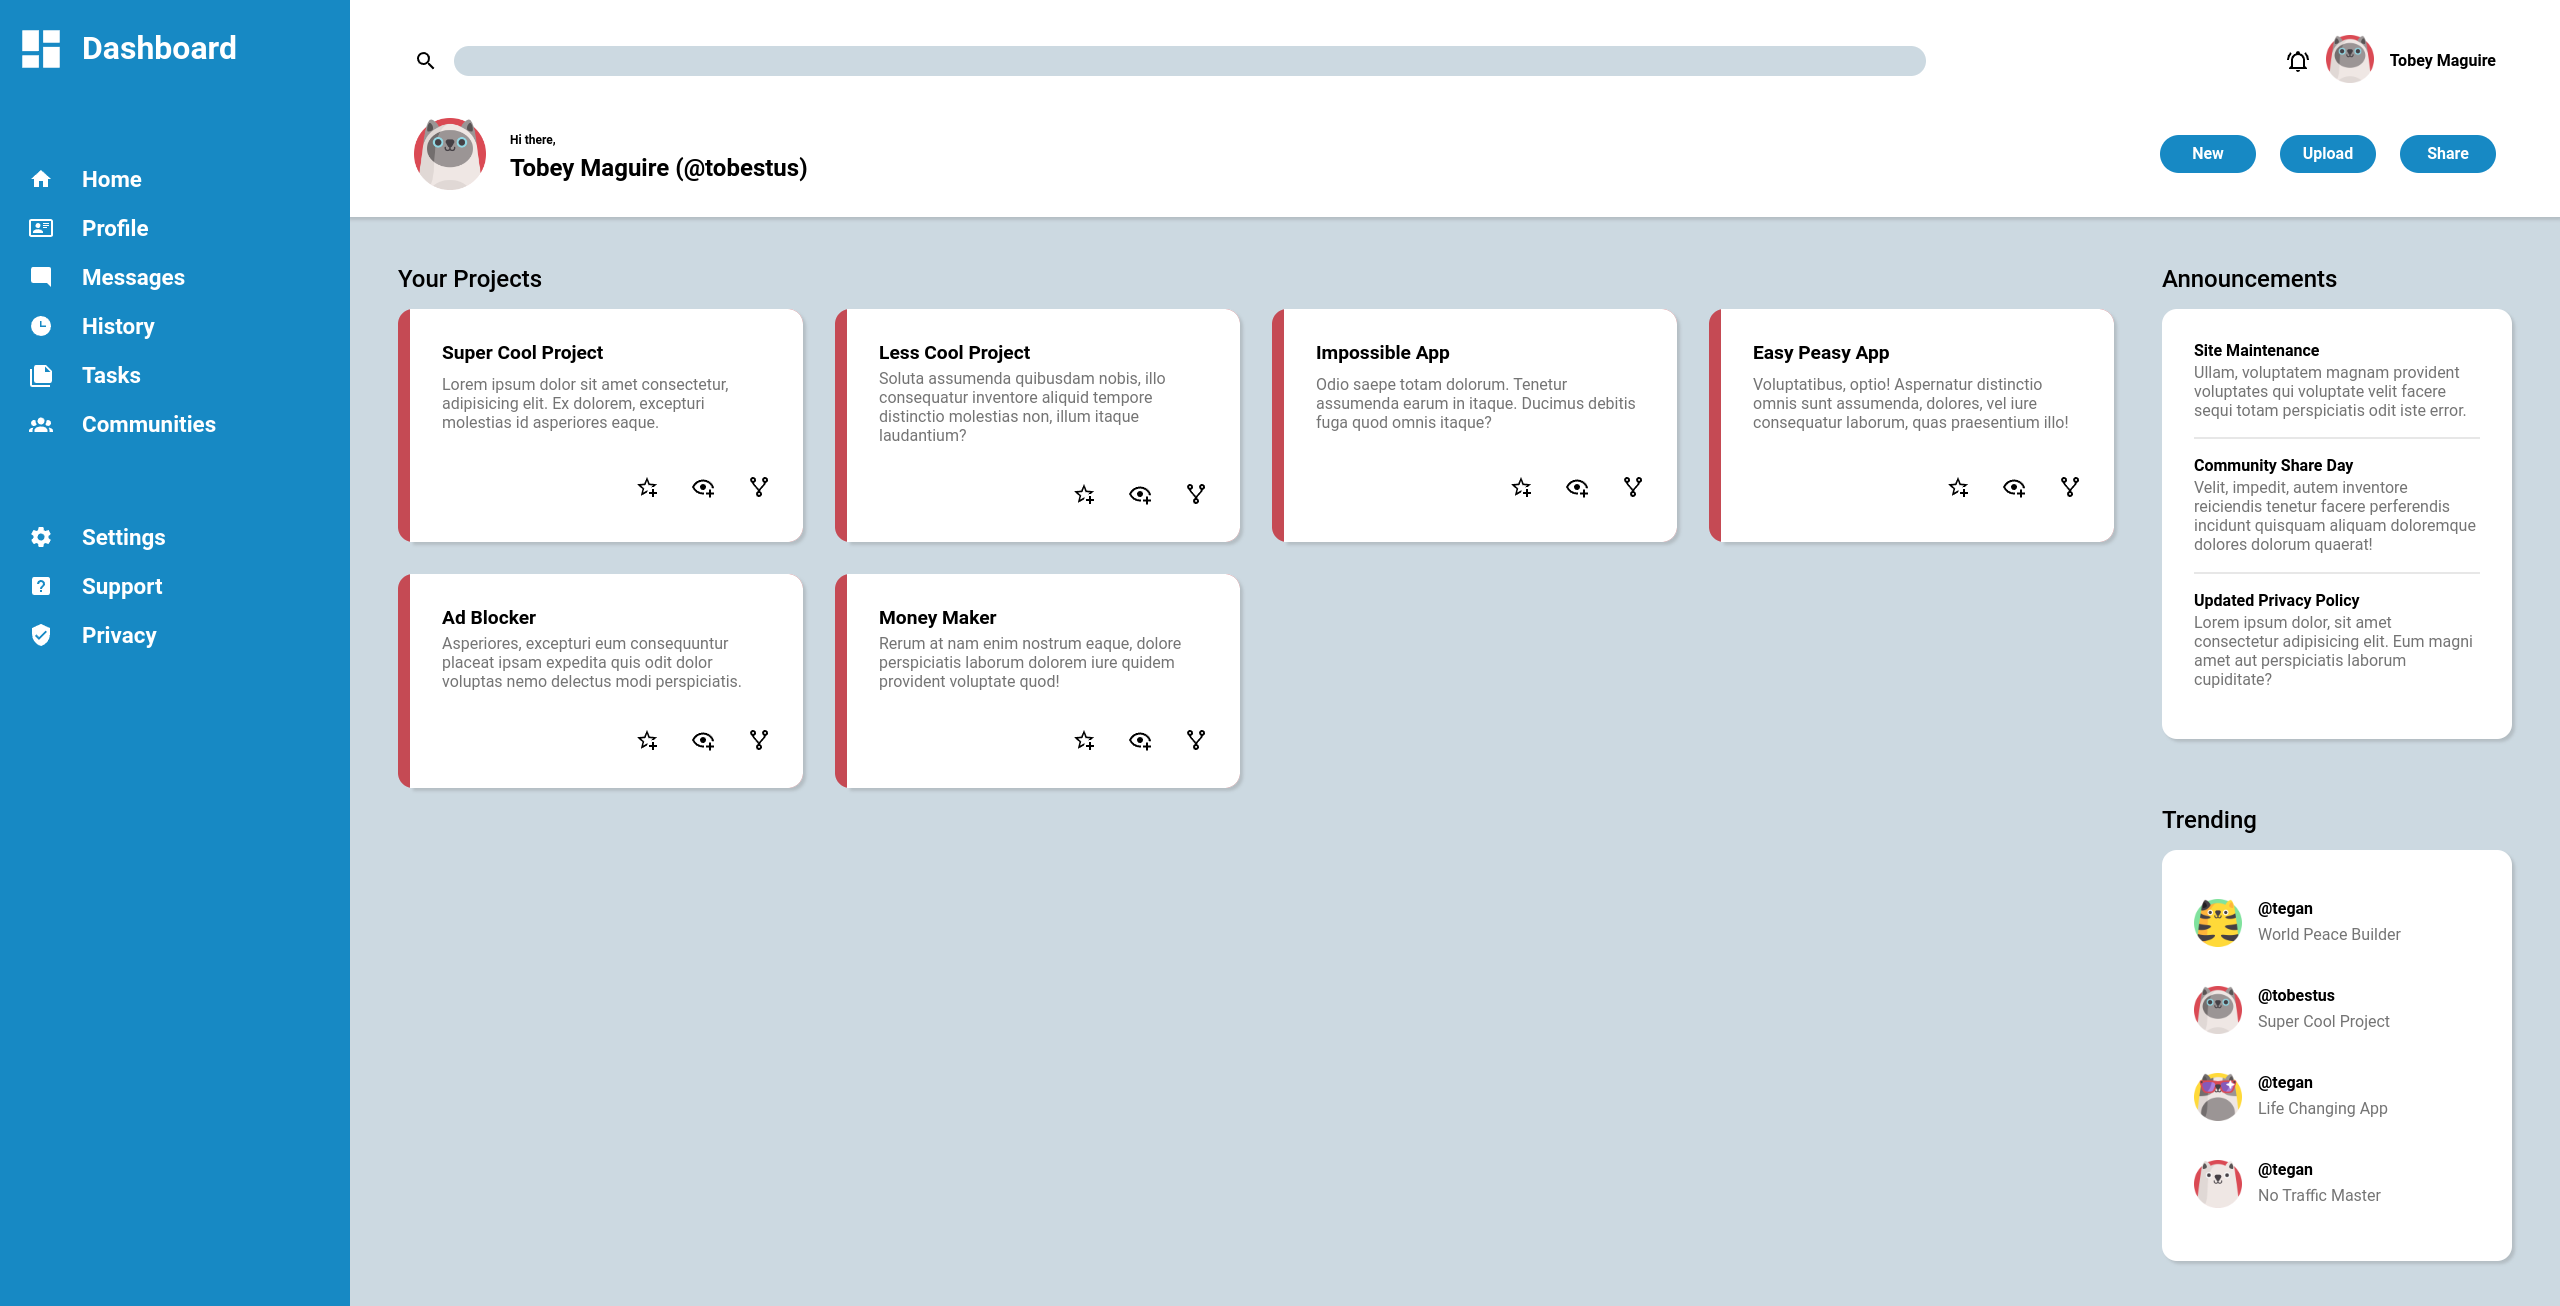 Dashboard
Home
Profile
Messages
History
Tasks
Communities
Settings
Support
Privacy
Tobey Maguire
Hi there,
Tobey Maguire (@tobestus)
New
Upload
Share
Your Projects
Super Cool Project
Lorem ipsum dolor sit amet consectetur,
adipisicing elit. Ex dolorem, excepturi
molestias id asperiores eaque.
Less Cool Project
Soluta assumenda quibusdam nobis, illo
consequatur inventore aliquid tempore
distinctio molestias non, illum itaque
laudantium?
Impossible App
Odio saepe totam dolorum. Tenetur
assumenda earum in itaque. Ducimus debitis
fuga quod omnis itaque?
Easy Peasy App
Voluptatibus, optio! Aspernatur distinctio
omnis sunt assumenda, dolores, vel iure
consequatur laborum, quas praesentium illo!
Ad Blocker
Asperiores, excepturi eum consequuntur
placeat ipsam expedita quis odit dolor
voluptas nemo delectus modi perspiciatis.
Money Maker
Rerum at nam enim nostrum eaque, dolore
perspiciatis laborum dolorem iure quidem
provident voluptate quod!
Announcements
Site Maintenance
Ullam, voluptatem magnam provident
voluptates qui voluptate velit facere
sequi totam perspiciatis odit iste error.
Community Share Day
Velit, impedit, autem inventore
reiciendis tenetur facere perferendis
incidunt quisquam aliquam doloremque
dolores dolorum quaerat!
Updated Privacy Policy
Lorem ipsum dolor, sit amet
consectetur adipisicing elit. Eum magni
amet aut perspiciatis laborum
cupiditate?
Trending
@tegan
World Peace Builder
@tobestus
Super Cool Project
@tegan
Life Changing App
@tegan
No Traffic Master